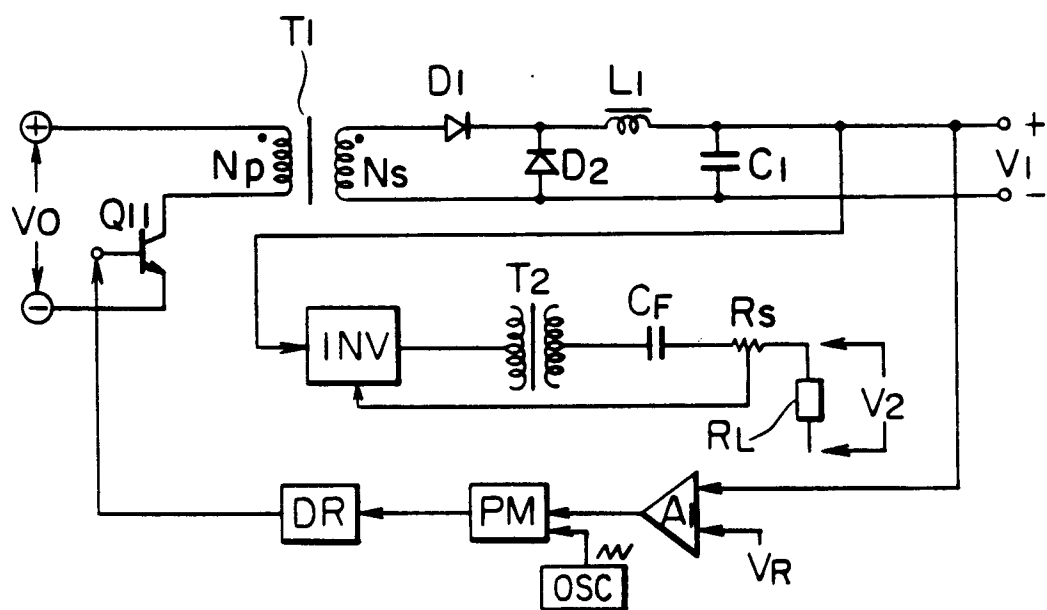 T1
D1
L1
+
+
Np
Ns
D2
C1
V1
-
VO
Q11
-
T2
CF
Rs
INV
RL
V2
DR
PM
A1
VR
OSC